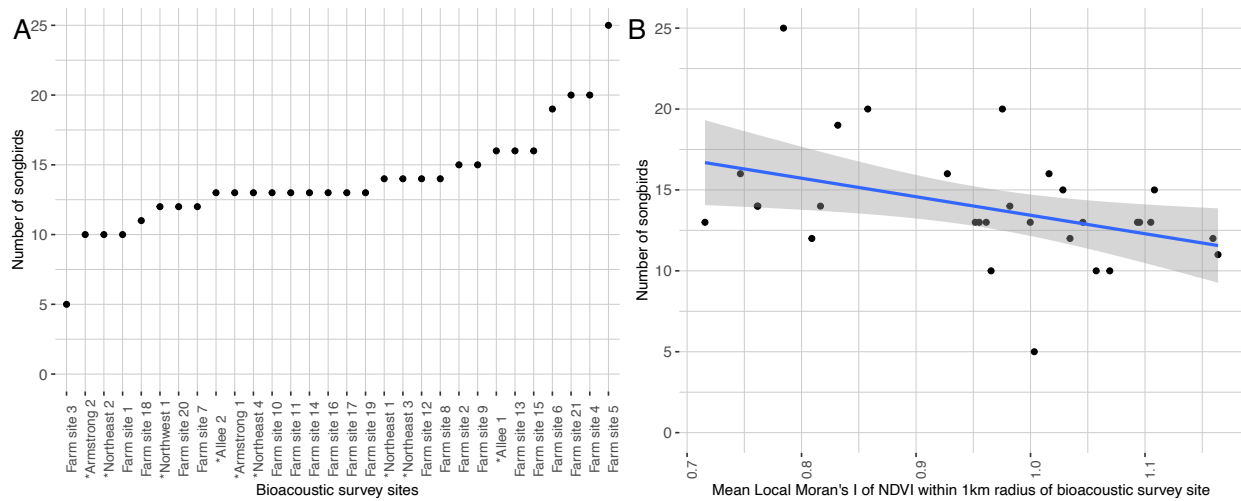 A
Number of songbirds
25
20
15
10
5
0
Farm site 3
*Armstrong 2
*Northeast 2
Farm site 1
Farm site 18
*Northwest 1
Farm site 20
Farm site 7
*Allee 2
*Armstrong 1
*Northeast 4
Farm site 10
Farm site 11
Farm site 14
Farm site 16
Farm site 17
Farm site 19
*Northeast 1
*Northeast 3
Farm site 12
Farm site 8
Farm site 2
Farm site 9
*Allee 1
Farm site 13
Farm site 15
Farm site 6
Farm site 21
Farm site 4
Farm site 5
Bioacoustic survey sites
B
Number of songbirds
25
20
15
10
5
0
0.7
0.8
0.9
1.0
1.1
Mean Local Moran's I of NDVI within 1km radius of bioacoustic survey site